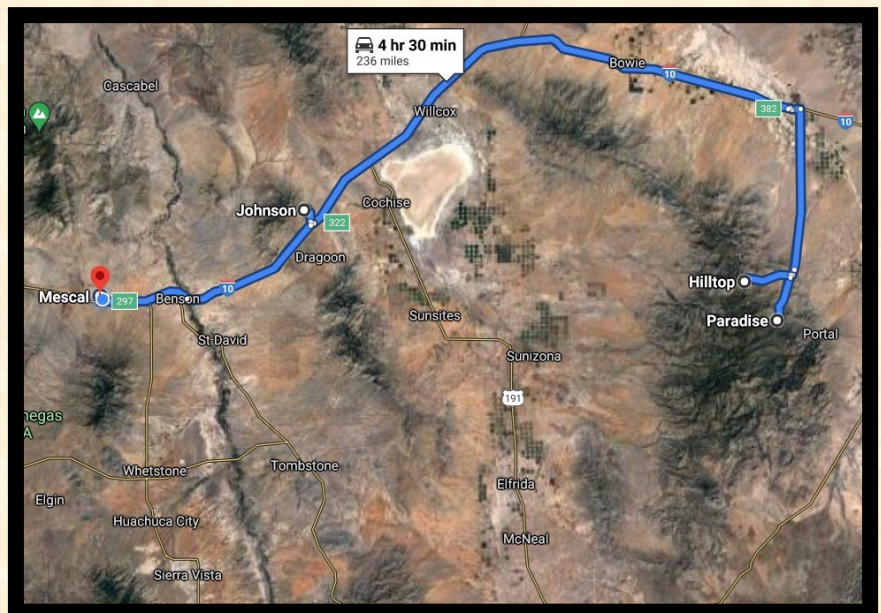 4 hr 30 min
236 miles
Cascabel
Bowie
10
Willcox
382
10
Johnson
Cochise
322
Dragoon
Mescal
297
Benson
10
Hilltop
Sunsites
Paradise
St David
Portal
Sunizona
191
egas
A
Whetstone
Tombstone
Elgin
Elfrida
Huachuca City
McNeal
Sierra Vista